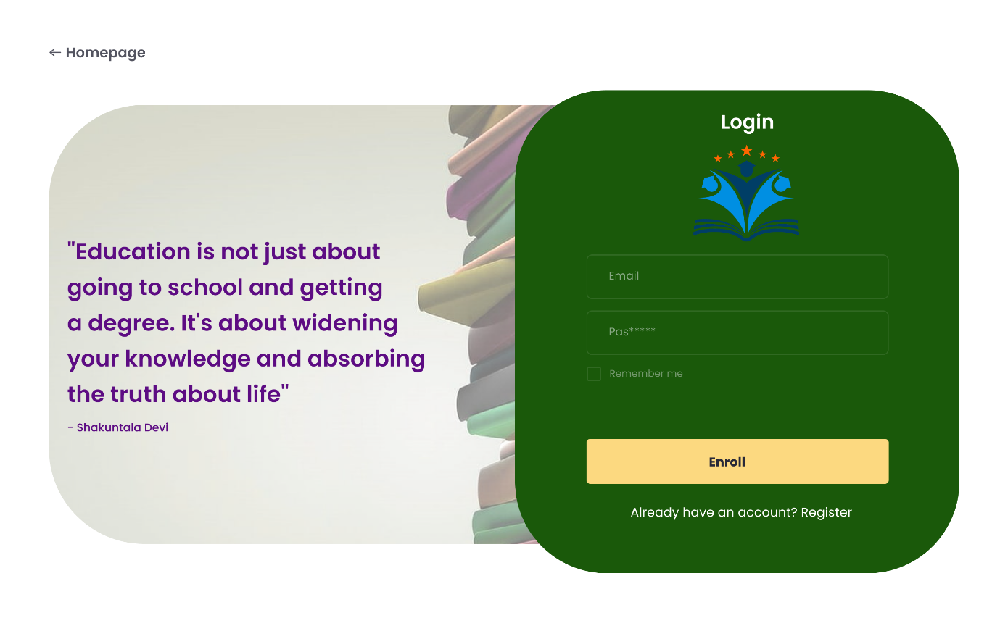 ← Homepage
"Education is not just about
going to school and getting
a degree. It's about widening
your knowledge and absorbing
the truth about life"
- Shakuntala Devi
Login
Email
Pas*****
Remember me
Enroll
Already have an account? Register